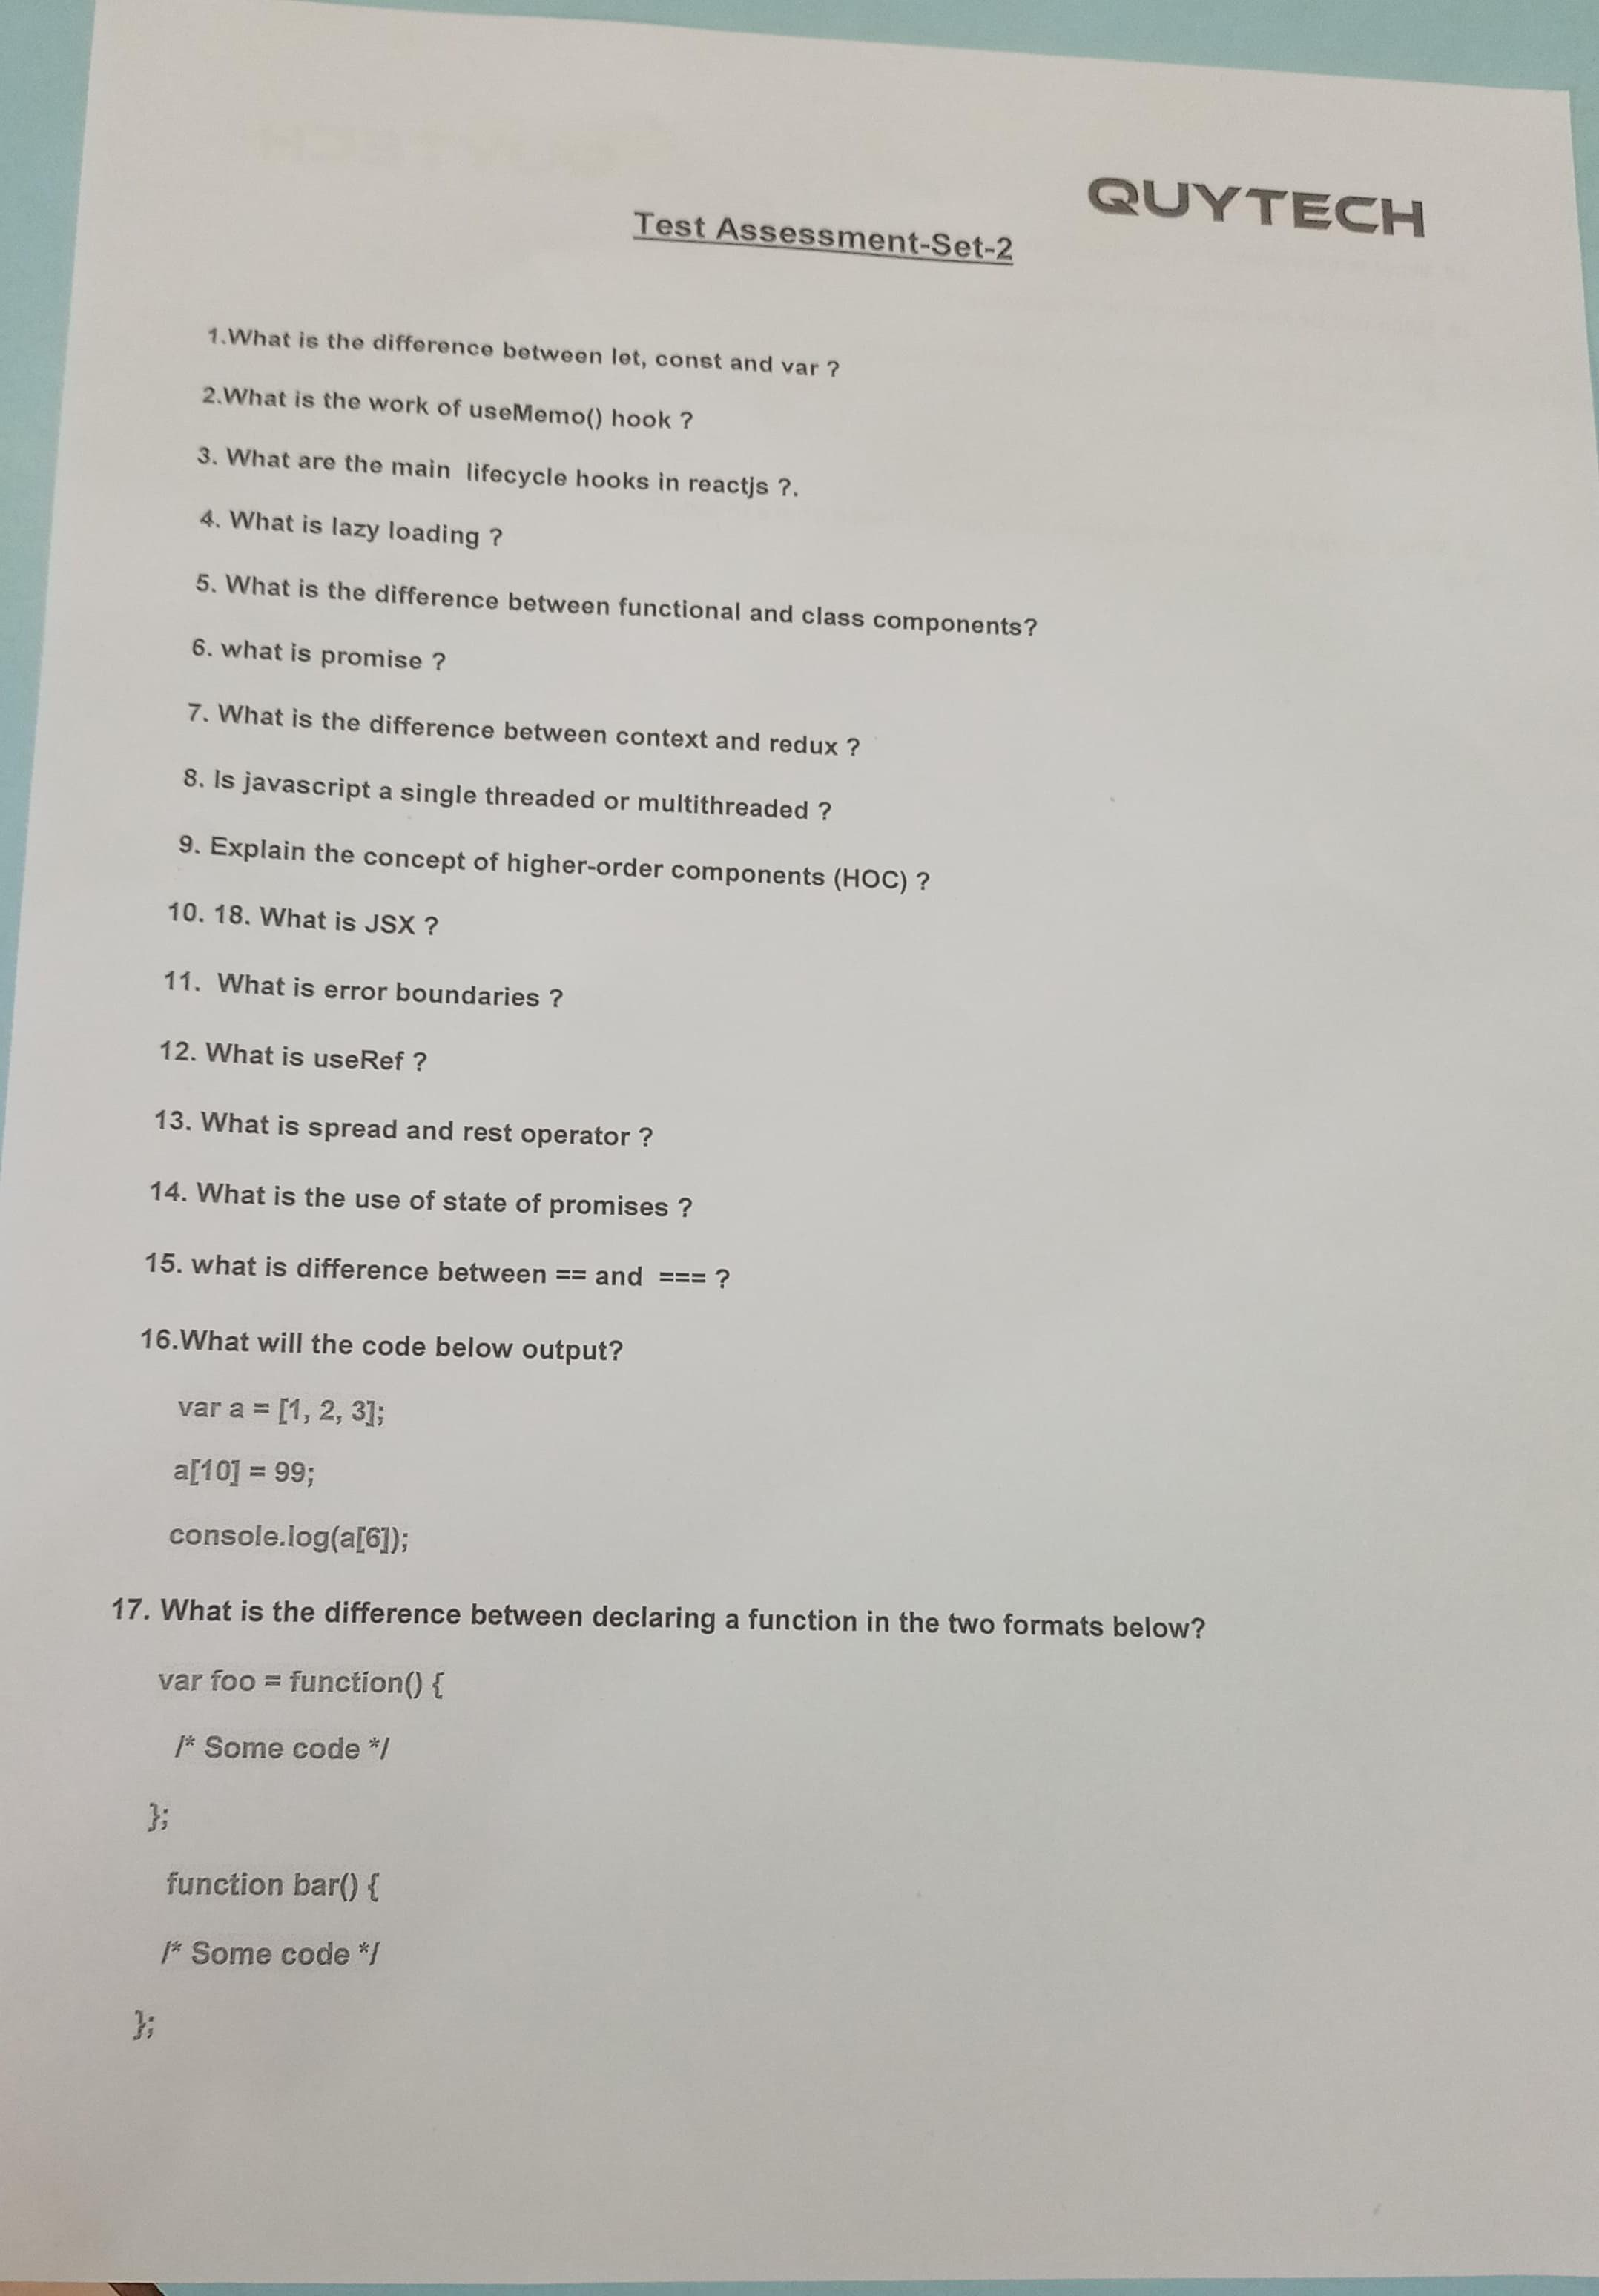 QUYTECH
Test Assessment-Set-2
1.What is the difference between let, const and var ?
2.What is the work of useMemo() hook ?
3. What are the main lifecycle hooks in reactjs ?.
4. What is lazy loading ?
5. What is the difference between functional and class components?
6. what is promise ?
7. What is the difference between context and redux ?
8. Is javascript a single threaded or multithreaded ?
9. Explain the concept of higher-order components (HOC) ?
10. 18. What is JSX ?
11. What is error boundaries ?
12. What is useRef ?
13. What is spread and rest operator ?
14. What is the use of state of promises ?
15. what is difference between == and === ?
16.What will the code below output?
var a = [1, 2, 3];
a[10] = 99;
console.log(a[6]);
17. What is the difference between declaring a function in the two formats below?
var foo = function() {
/* Some code */
};
function bar() {
/* Some code */
};